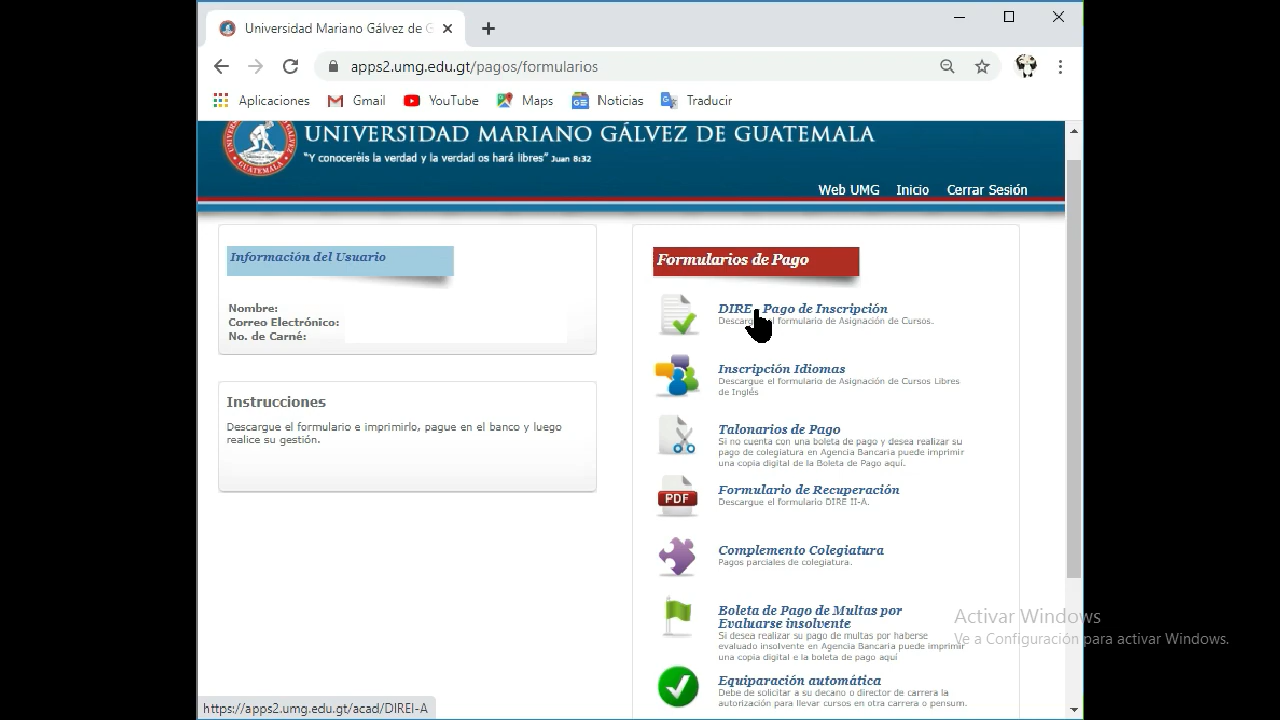 Universidad Mariano Gálvez de G
apps2.umg.edu.gt/pagos/formularios
Aplicaciones Gmail YouTube Maps Noticias Traducir
UNIVERSIDAD MARIANO GÁLVEZ DE GUATEMALA
"Y conoceréis la verdad y la verdad os hará libres" Juan 8:32
Web UMG Inicio Cerrar Sesión
Información del Usuario
Nombre:
Correo Electrónico:
No. de Carné:
Instrucciones
Descargue el formulario e imprimirlo, pague en el banco y luego
realice su gestión.
Formularios de Pago
DIRE - Pago de Inscripción
Descargue el formulario de Asignación de Cursos.
Inscripción Idiomas
Descargue el formulario de Asignación de Cursos Libres
de Inglés
Talonarios de Pago
Si no cuenta con una boleta de pago y desea realizar su
pago de colegiatura en Agencia Bancaria puede imprimir
una copia digital de la Boleta de Pago aquí.
PDF
Formulario de Recuperación
Descargue el formulario DIRE II-A.
Complemento Colegiatura
Pagos parciales de colegiatura.
Boleta de Pago de Multas por
Evaluarse insolvente
Si desea realizar su pago de multas por haberse
evaluado insolvente en Agencia Bancaria puede imprimir
una copia digital e la boleta de pago aquí
Equiparación automática
Debe de solicitar a su decano o director de carrera la
autorización para llevar cursos en otra carrera o pensum.
Activar Windows
Ve a Configuración para activar Windows.
https://apps2.umg.edu.gt/acad/DIREI-A